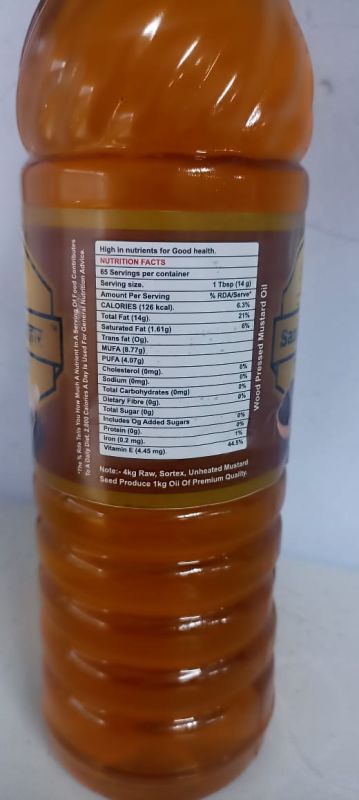 High in nutrients for Good health.
NUTRITION FACTS
65 Servings per container
Serving size. 1 Tbsp (14 g)
Amount Per Serving % RDA/Serve*
CALORIES (126 kcal). 6.3%
Total Fat (14g). 21%
Saturated Fat (1.61g) 6%
Trans fat (Og).
MUFA (8.77g)
PUFA (4.07g)
Cholesterol (0mg). 0%
Sodium (0mg). 0%
Total Carbohydrates (0mg) 0%
Dietary Fibre (0g). 0%
Total Sugar (0g)
Includes Og Added Sugars 0%
Protein (0g). 0%
Iron (0.2 mg). 1%
Vitamin E (4.45 mg). 44.5%
Note:- 4kg Raw, Sortex, Unheated Mustard
Seed Produce 1kg Oil Of Premium Quality.
*The % Rda Tells You How Much A Nutrient In A Serving Of Food Contributes
To A Daily Diet. 2,000 Calories A Day Is Used For General Nutrition Advice.
Wood Pressed Mustard Oil